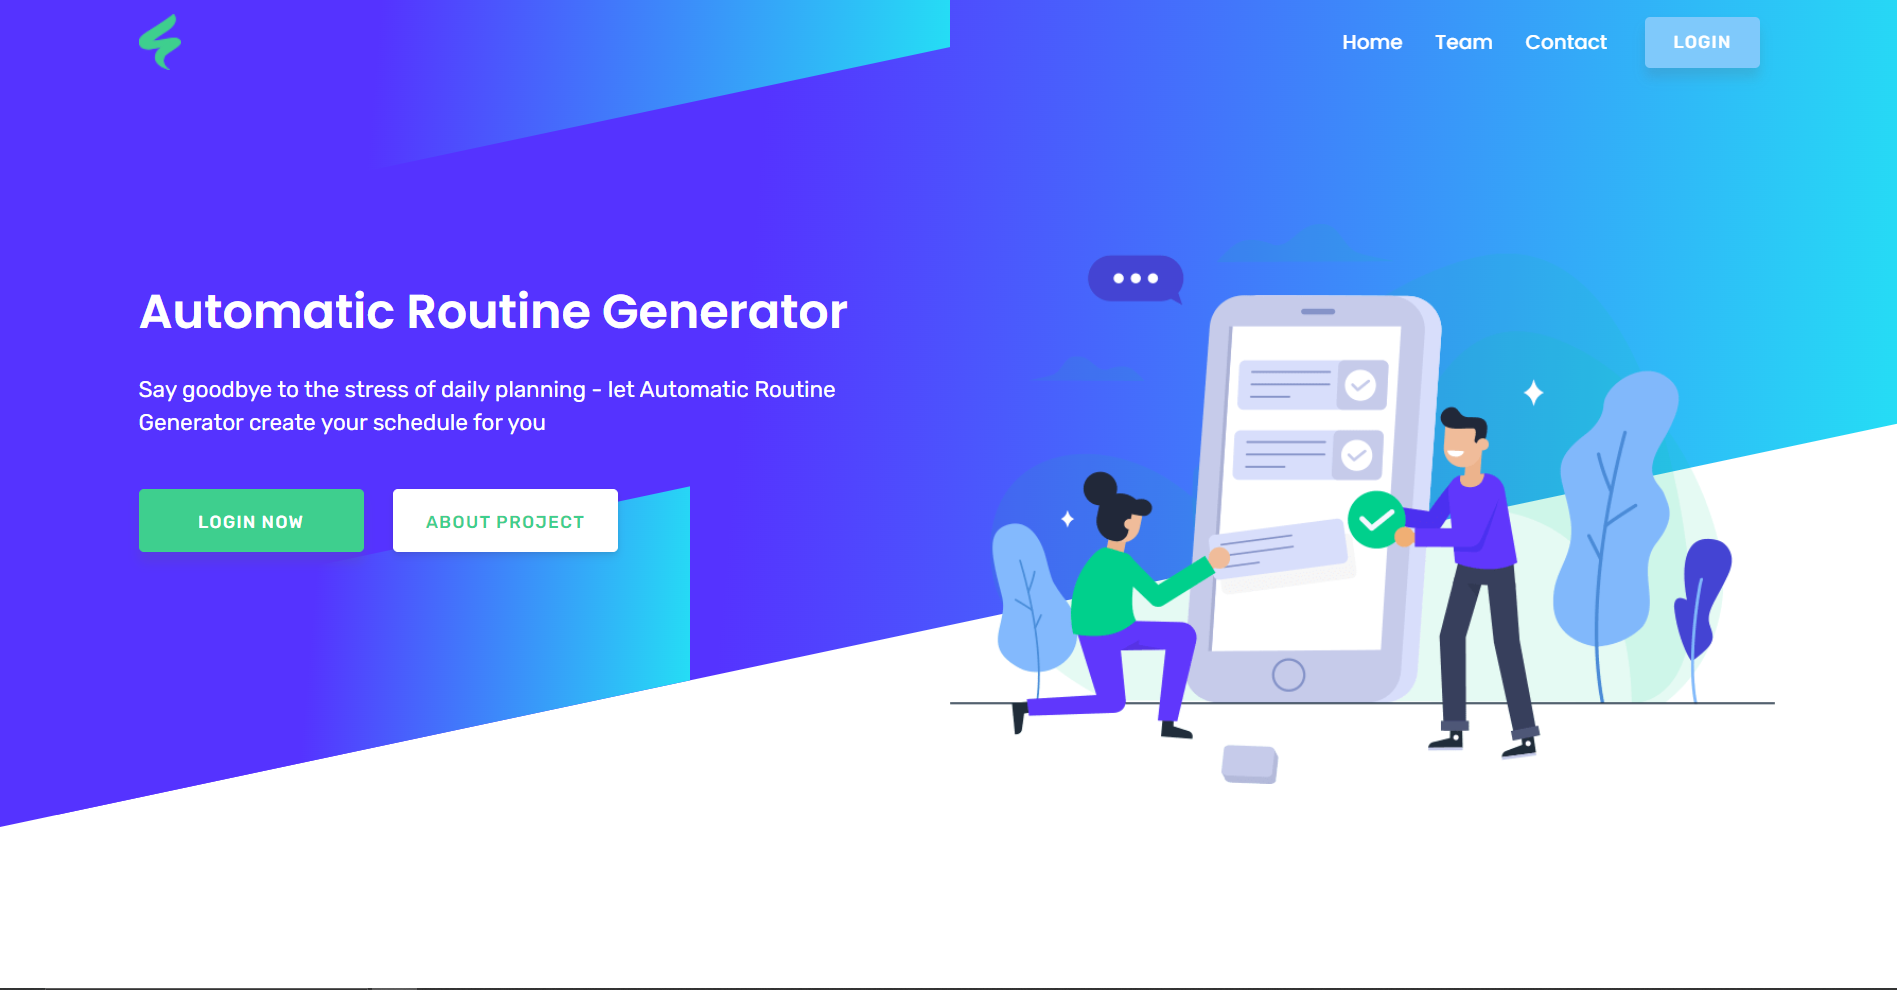 Home
Team
Contact
LOGIN
Automatic Routine Generator
Say goodbye to the stress of daily planning - let Automatic Routine
Generator create your schedule for you
LOGIN NOW
ABOUT PROJECT